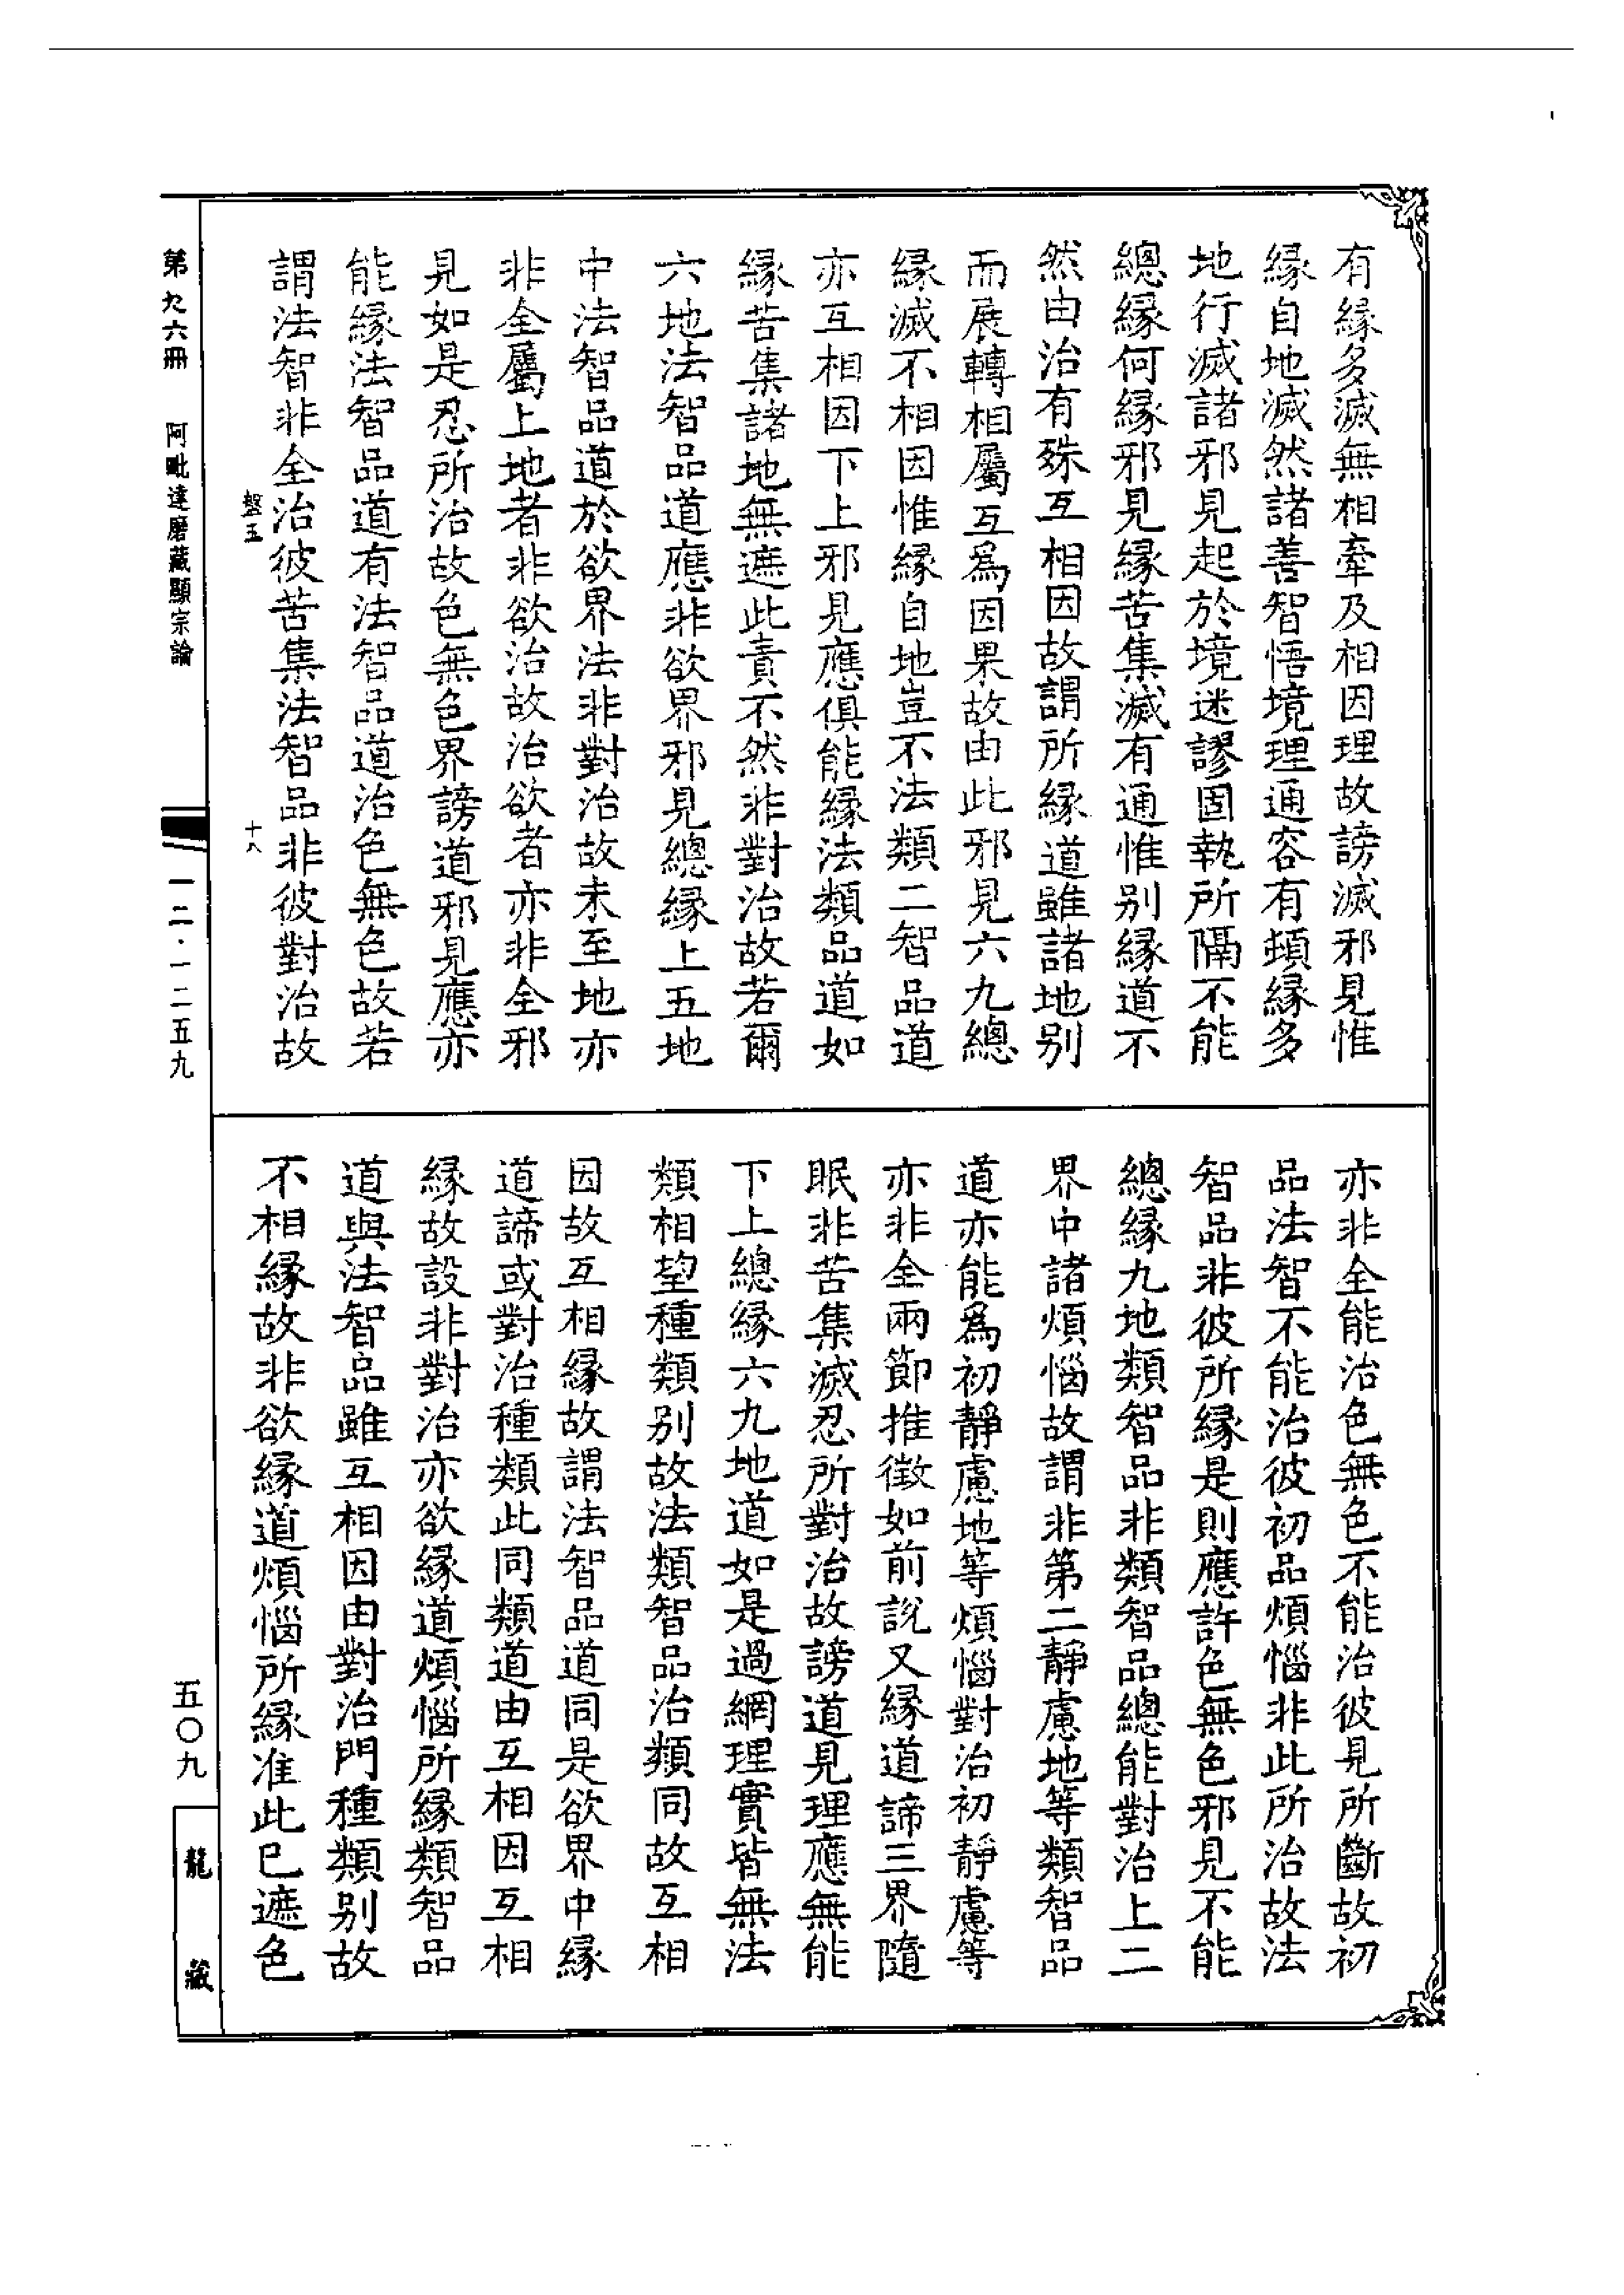 有緣多滅無相牽及相因理故謗滅邪見惟
緣自地滅然諸善智悟境理通容有頓緣多
地行滅諸邪見起於境迷謬固執所隔不能
總緣何緣邪見緣苦集滅有通惟别緣道不
然由治有殊互相因故謂所緣道雖諸地别
而展轉相屬互爲因果故由此邪見六九總
緣滅不相因惟緣自地豈不法類二智品道
亦互相因下上邪見應俱能緣法類品道如
緣苦集諸地無遮此責不然非對治故若爾
六地法智品道應非欲界邪見總緣上五地
中法智品道於欲界法非對治故未至地亦
非全屬上地者非欲治故治欲者亦非全邪
見如是忍所治故色無色界謗道邪見應亦
能緣法智品道有法智品道治色無色故若
謂法智非全治彼苦集法智品非彼對治故
亦非全能治色無色不能治彼見所斷故初
品法智不能治彼初品煩惱非此所治故法
智品非彼所緣是則應許色無色邪見不能
總緣九地類智品非類智品總能對治上二
界中諸煩惱故謂非第二靜慮地等類智品
道亦能爲初靜慮地等煩惱對治初靜慮等
亦非全兩節推徵如前說又緣道諦三界隨
眠非苦集滅忍所對治故謗道見理應無能
下上總緣六九地道如是過網理實皆無法
類相望種類别故法類智品治類同故互相
因故互相緣故謂法智品道同是欲界中緣
道諦或對治種類此同類道由互相因互相
緣故設非對治亦欲緣道煩惱所緣類智品
道與法智品雖互相因由對治門種類别故
不相緣故非欲緣道煩惱所緣准此已遮色
盤五
十八
第九六冊
阿毗達磨藏顯宗論
一二·一二五九
五〇九
龍藏